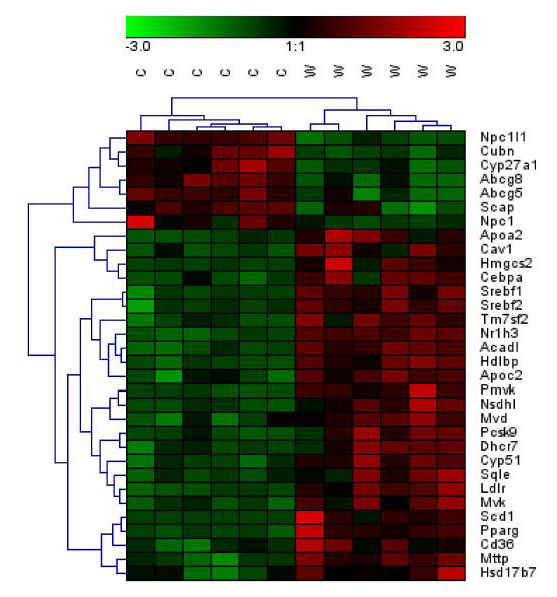 -3.0 1:1 3.0
C C C C C C W W W W W W
Npc1l1
Cubn
Cyp27a1
Abcg8
Abcg5
Scap
Npc1
Apoa2
Cav1
Hmgcs2
Cebpa
Srebf1
Srebf2
Tm7sf2
Nr1h3
Acadl
Hdlbp
Apoc2
Pmvk
Nsdhl
Mvd
Pcsk9
Dhcr7
Cyp51
Sqle
Ldlr
Mvk
Scd1
Pparg
Cd36
Mttp
Hsd17b7